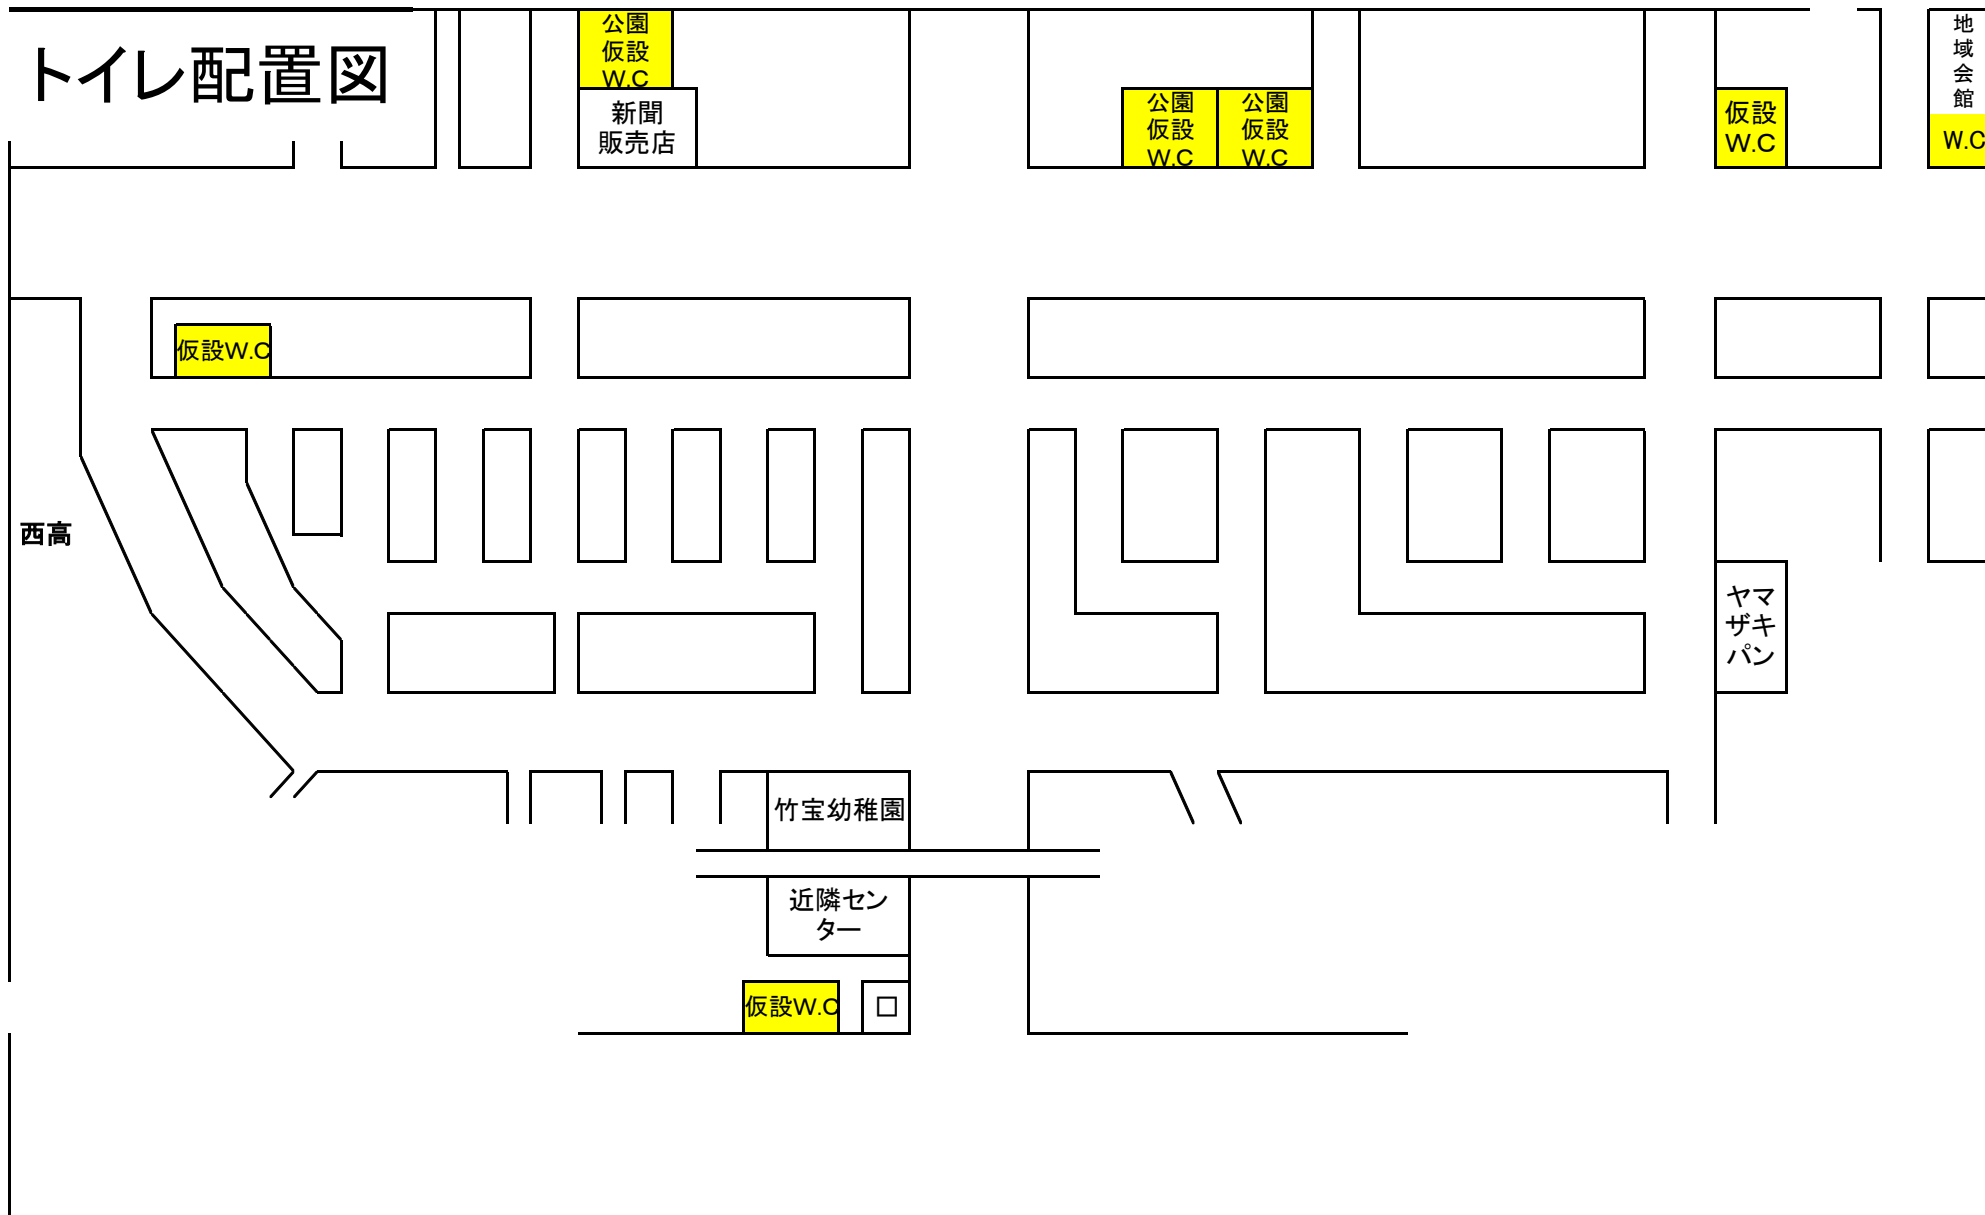 トイレ配置図
公園
仮設
W.C
新聞
販売店
公園
仮設
W.C
公園
仮設
W.C
仮設
W.C
地
域
会
館
W.C
仮設W.C
西高
ヤマ
ザキ
パン
竹宝幼稚園
近隣セン
ター
仮設W.C
ロ